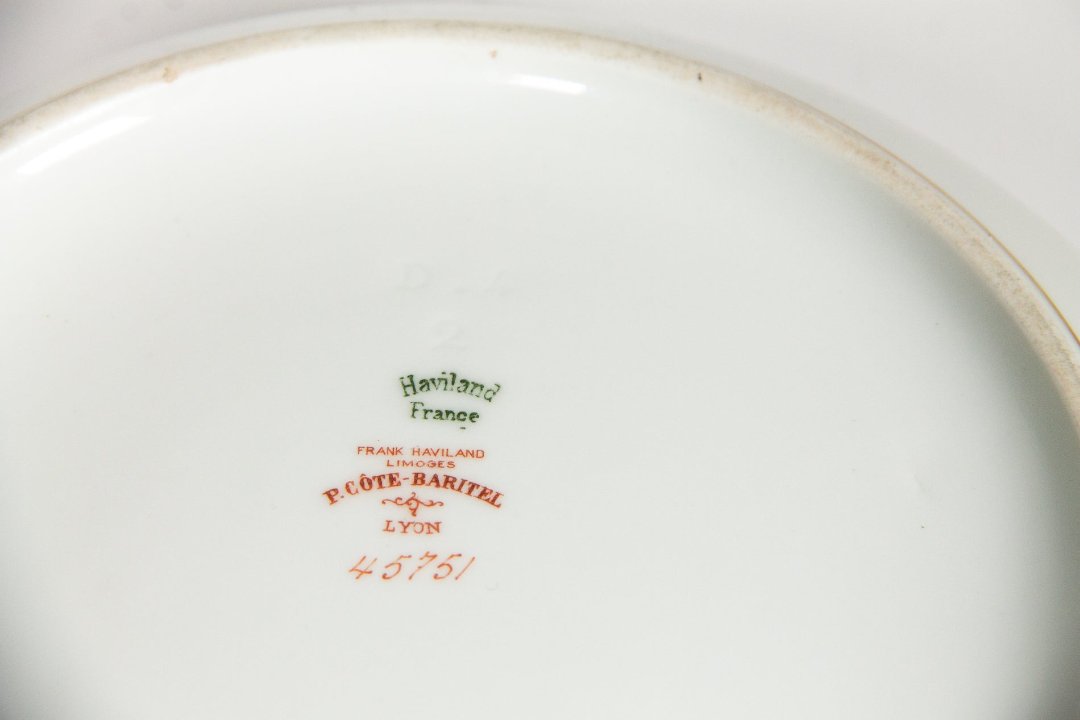 Haviland
France
FRANK HAVILAND
LIMOGES
P. CÔTE-BARITEL
LYON
45751